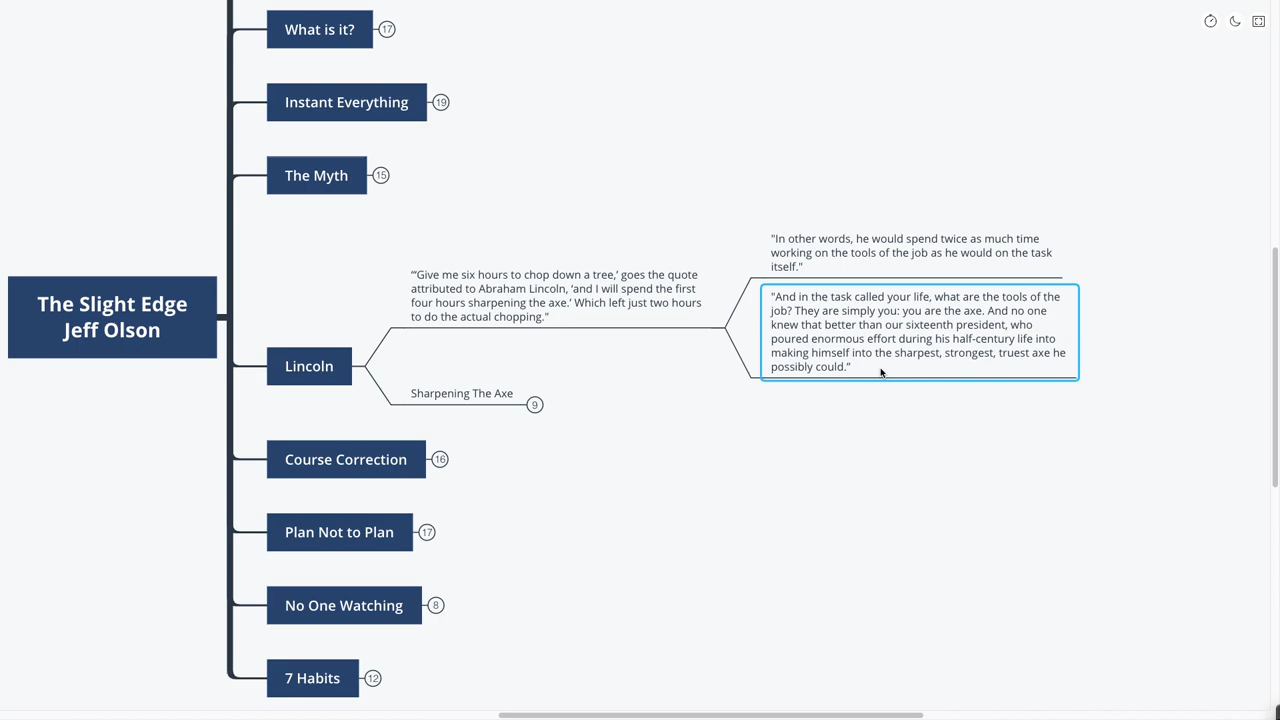 What is it?
17
Instant Everything
19
The Myth
15
The Slight Edge
Jeff Olson
Lincoln
"‘Give me six hours to chop down a tree,’ goes the quote
attributed to Abraham Lincoln, ‘and I will spend the first
four hours sharpening the axe.’ Which left just two hours
to do the actual chopping."
"In other words, he would spend twice as much time
working on the tools of the job as he would on the task
itself."
"And in the task called your life, what are the tools of the
job? They are simply you: you are the axe. And no one
knew that better than our sixteenth president, who
poured enormous effort during his half-century life into
making himself into the sharpest, strongest, truest axe he
possibly could.”
Sharpening The Axe
9
Course Correction
16
Plan Not to Plan
17
No One Watching
8
7 Habits
12